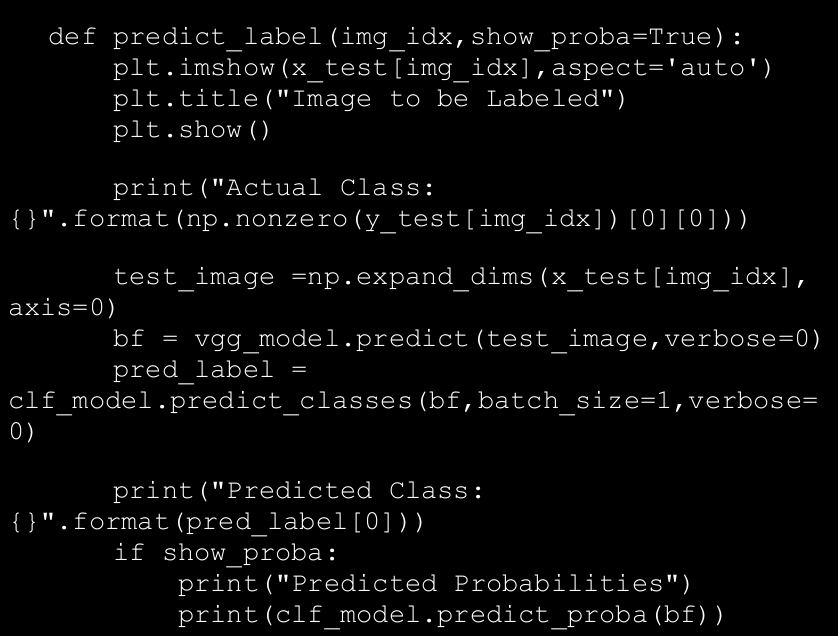 def predict_label(img_idx,show_proba=True):
plt.imshow(x_test[img_idx],aspect='auto')
plt.title("Image to be Labeled")
plt.show()
print("Actual Class:
{}".format(np.nonzero(y_test[img_idx])[0][0]))
test_image =np.expand_dims(x_test[img_idx],
axis=0)
bf = vgg_model.predict(test_image,verbose=0)
pred_label =
clf_model.predict_classes(bf,batch_size=1,verbose=
0)
print("Predicted Class:
{}".format(pred_label[0]))
if show_proba:
print("Predicted Probabilities")
print(clf_model.predict_proba(bf))